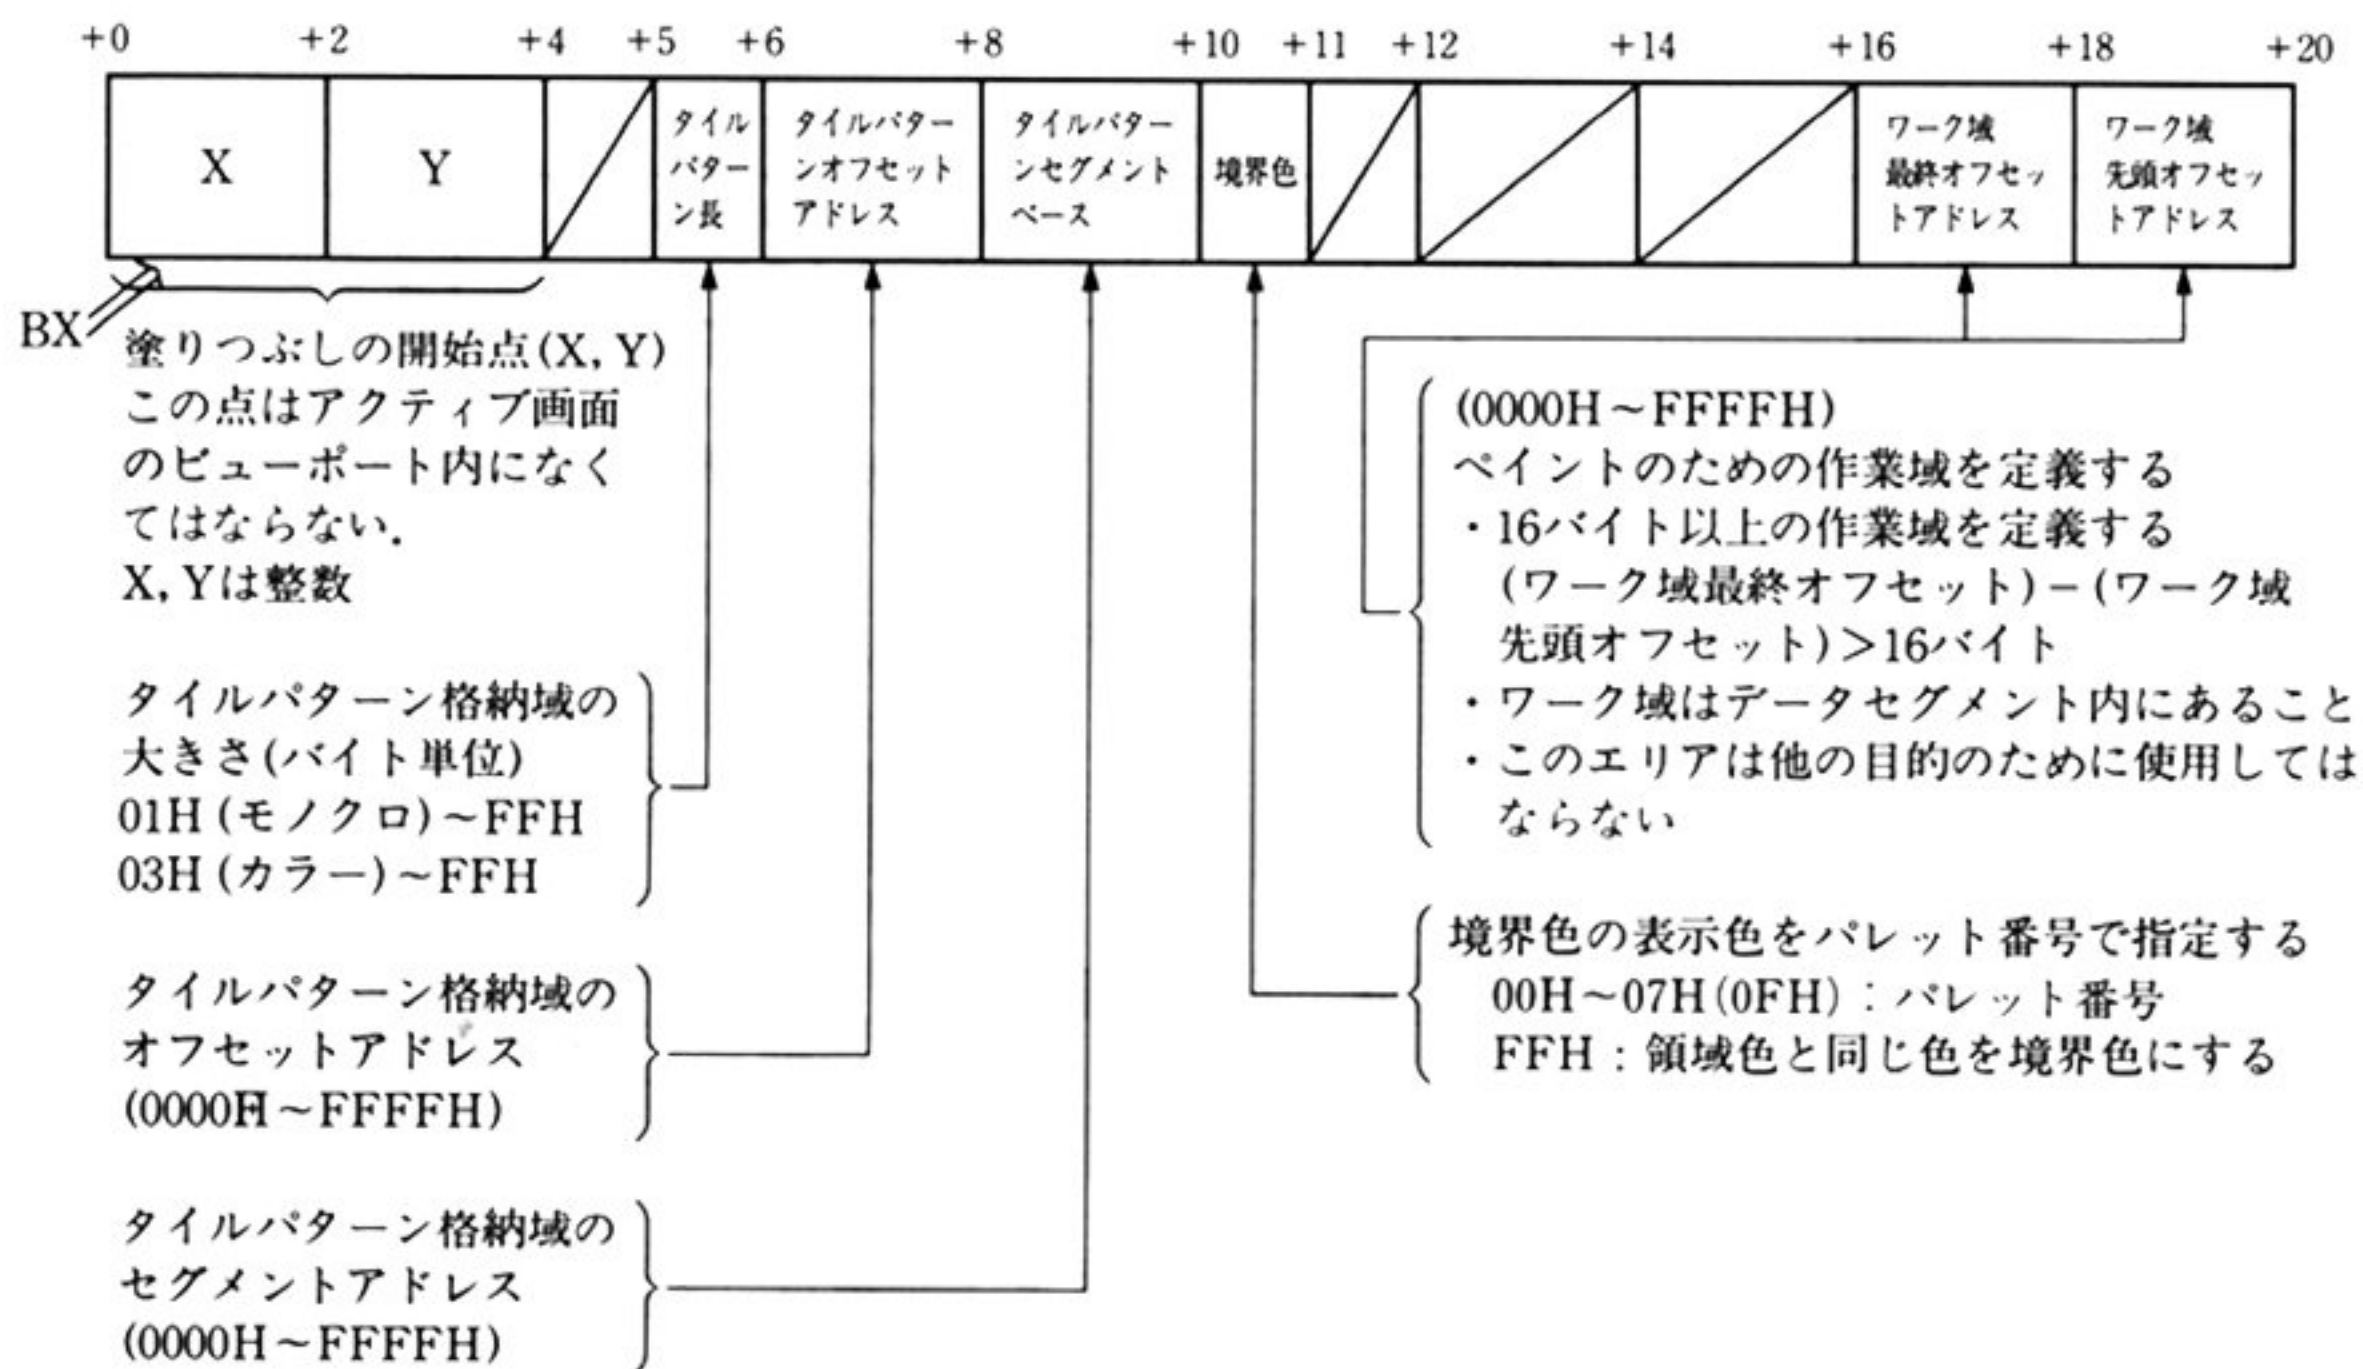 +0 +2 +4 +5 +6 +8 +10 +11 +12 +14 +16 +18 +20
X
Y
タイル
パター
ン長
タイルパター
ンオフセット
アドレス
タイルパター
ンセグメント
ベース
境界色
ワーク域
最終オフセッ
トアドレス
ワーク域
先頭オフセッ
トアドレス
BX
塗りつぶしの開始点(X, Y)
この点はアクティブ画面
のビューポート内になく
てはならない.
X, Yは整数
タイルパターン格納域の
大きさ(バイト単位)
01H (モノクロ)~FFH
03H (カラー)~FFH
タイルパターン格納域の
オフセットアドレス
(0000H~FFFFH)
タイルパターン格納域の
セグメントアドレス
(0000H~FFFFH)
(0000H~FFFFH)
ペイントのための作業域を定義する
・16バイト以上の作業域を定義する
(ワーク域最終オフセット)-(ワーク域
先頭オフセット)>16バイト
・ワーク域はデータセグメント内にあること
・このエリアは他の目的のために使用しては
ならない
境界色の表示色をパレット番号で指定する
00H~07H(0FH):パレット番号
FFH:領域色と同じ色を境界色にする